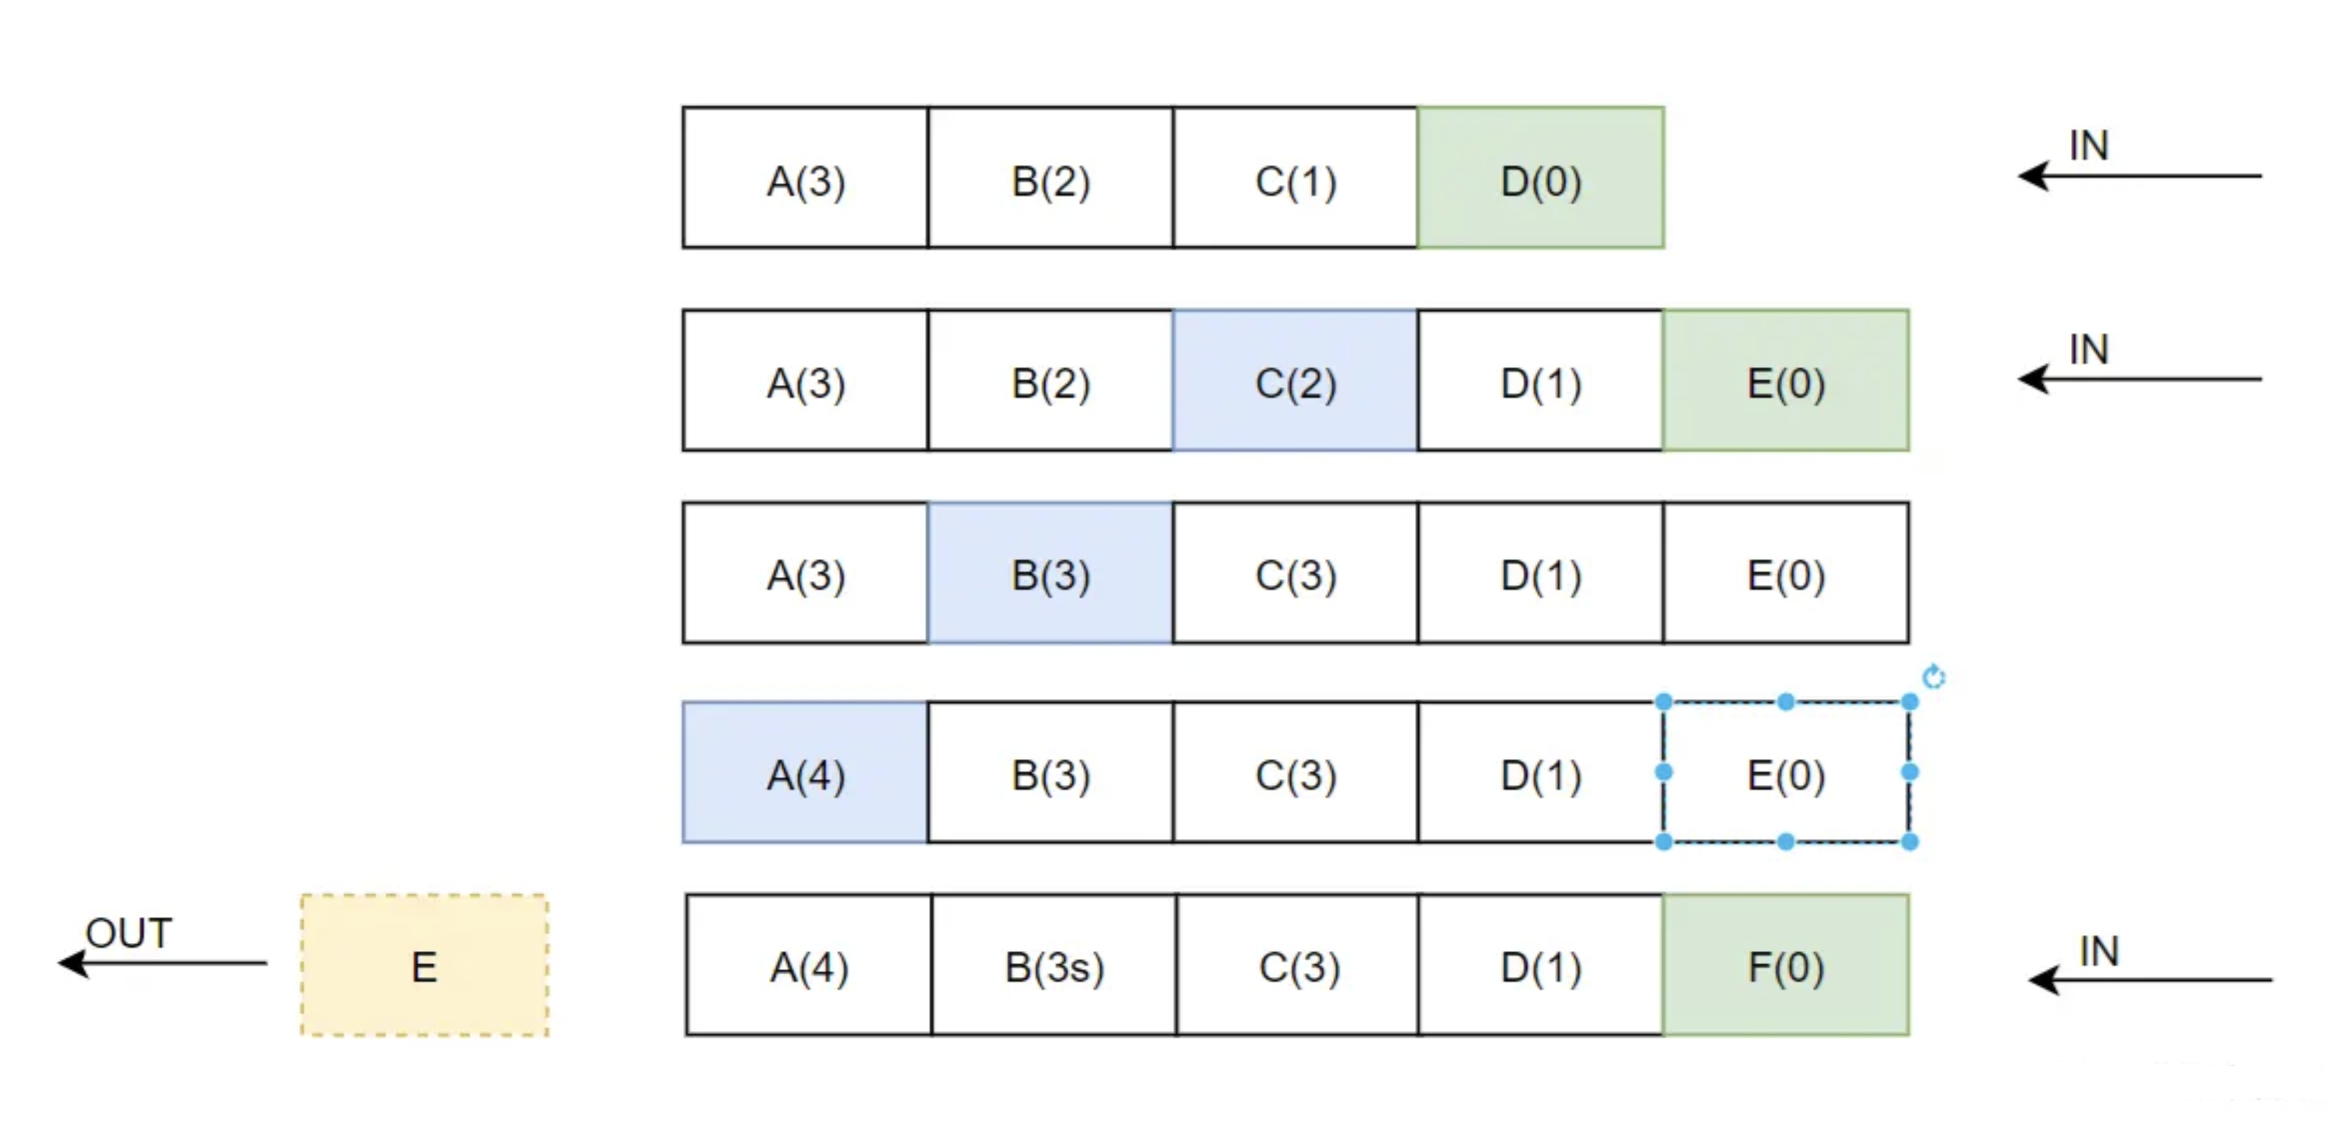 A(3) B(2) C(1) D(0) IN
A(3) B(2) C(2) D(1) E(0) IN
A(3) B(3) C(3) D(1) E(0)
A(4) B(3) C(3) D(1) E(0)
OUT E A(4) B(3s) C(3) D(1) F(0) IN